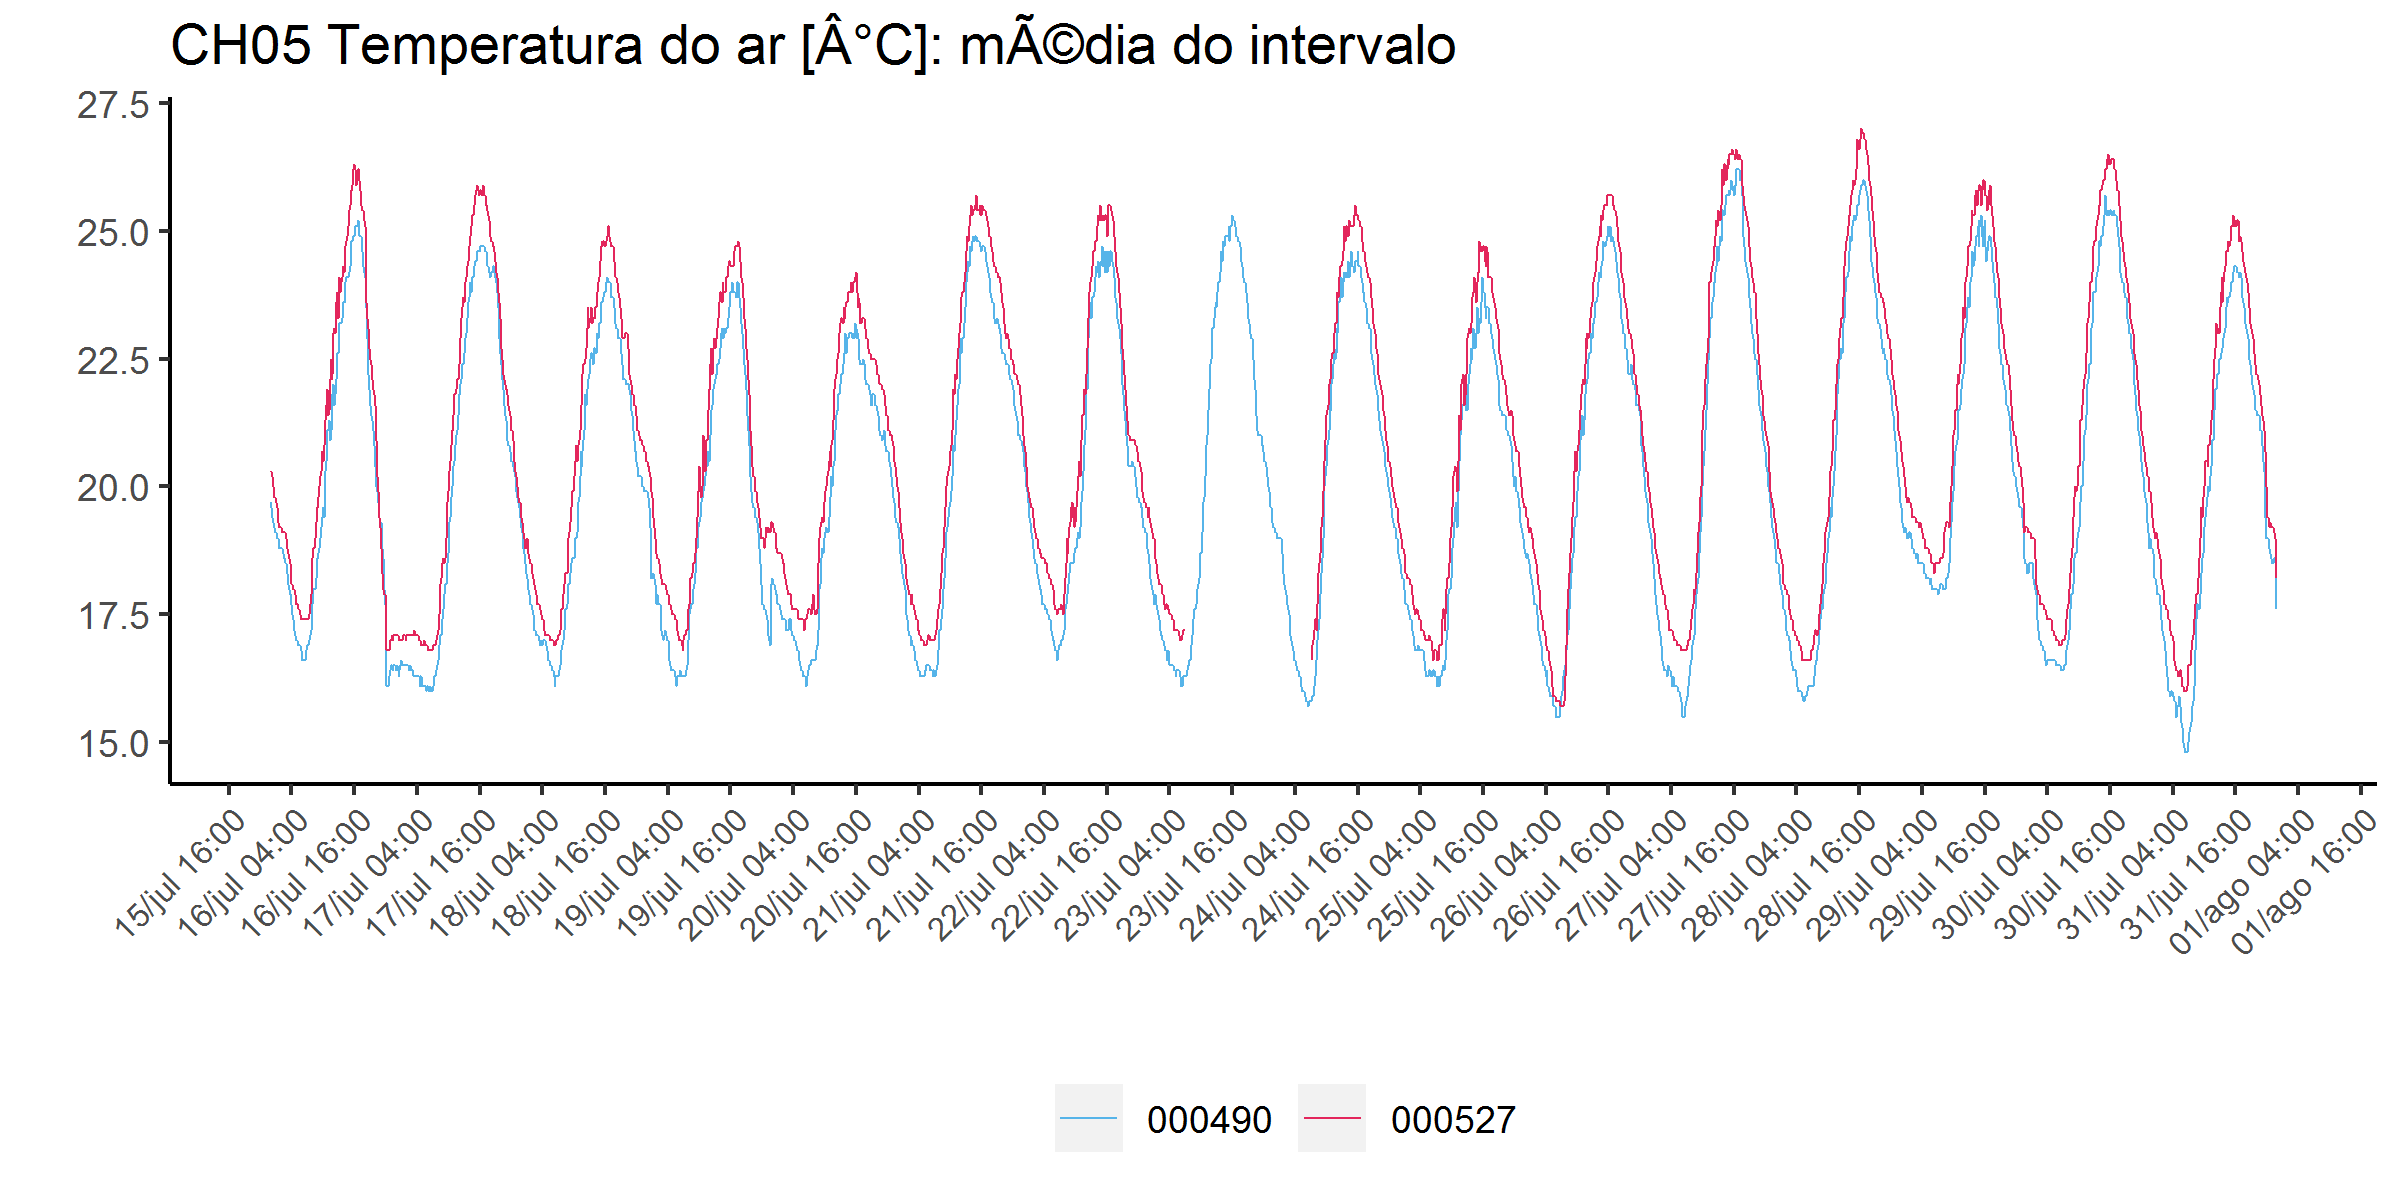 CH05 Temperatura do ar [Â°C]: mÃ©dia do intervalo
27.5
25.0
22.5
20.0
17.5
15.0
15/jul 16:00
16/jul 04:00
16/jul 16:00
17/jul 04:00
17/jul 16:00
18/jul 04:00
18/jul 16:00
19/jul 04:00
19/jul 16:00
20/jul 04:00
20/jul 16:00
21/jul 04:00
21/jul 16:00
22/jul 04:00
22/jul 16:00
23/jul 04:00
23/jul 16:00
24/jul 04:00
24/jul 16:00
25/jul 04:00
25/jul 16:00
26/jul 04:00
26/jul 16:00
27/jul 04:00
27/jul 16:00
28/jul 04:00
28/jul 16:00
29/jul 04:00
29/jul 16:00
30/jul 04:00
30/jul 16:00
31/jul 04:00
31/jul 16:00
01/ago 04:00
01/ago 16:00
000490
000527